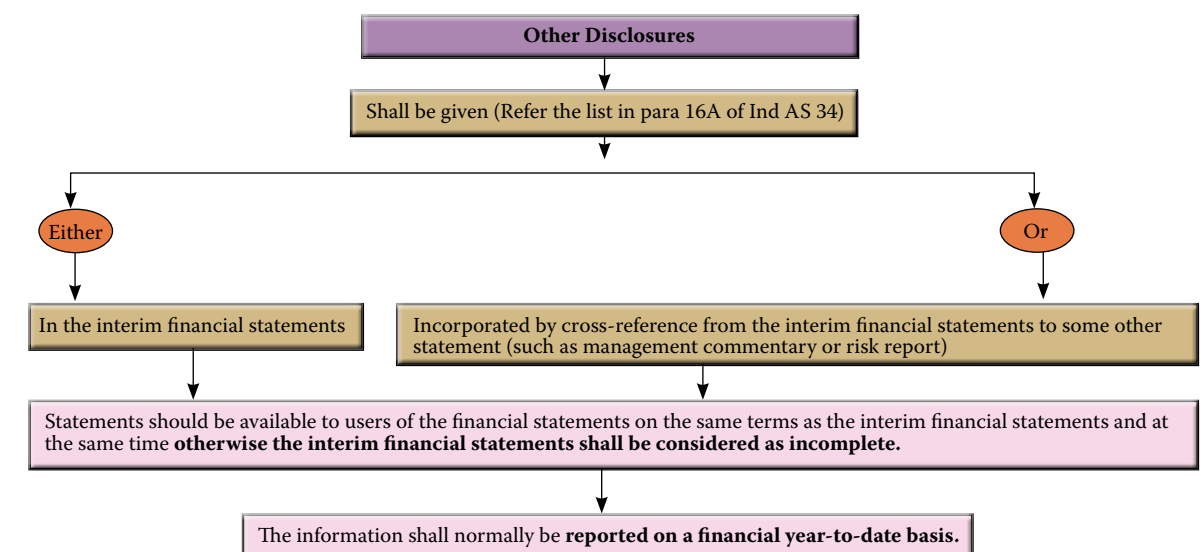 Other Disclosures
Shall be given (Refer the list in para 16A of Ind AS 34)
Either
Or
In the interim financial statements
Incorporated by cross-reference from the interim financial statements to some other
statement (such as management commentary or risk report)
Statements should be available to users of the financial statements on the same terms as the interim financial statements and at
the same time otherwise the interim financial statements shall be considered as incomplete.
The information shall normally be reported on a financial year-to-date basis.